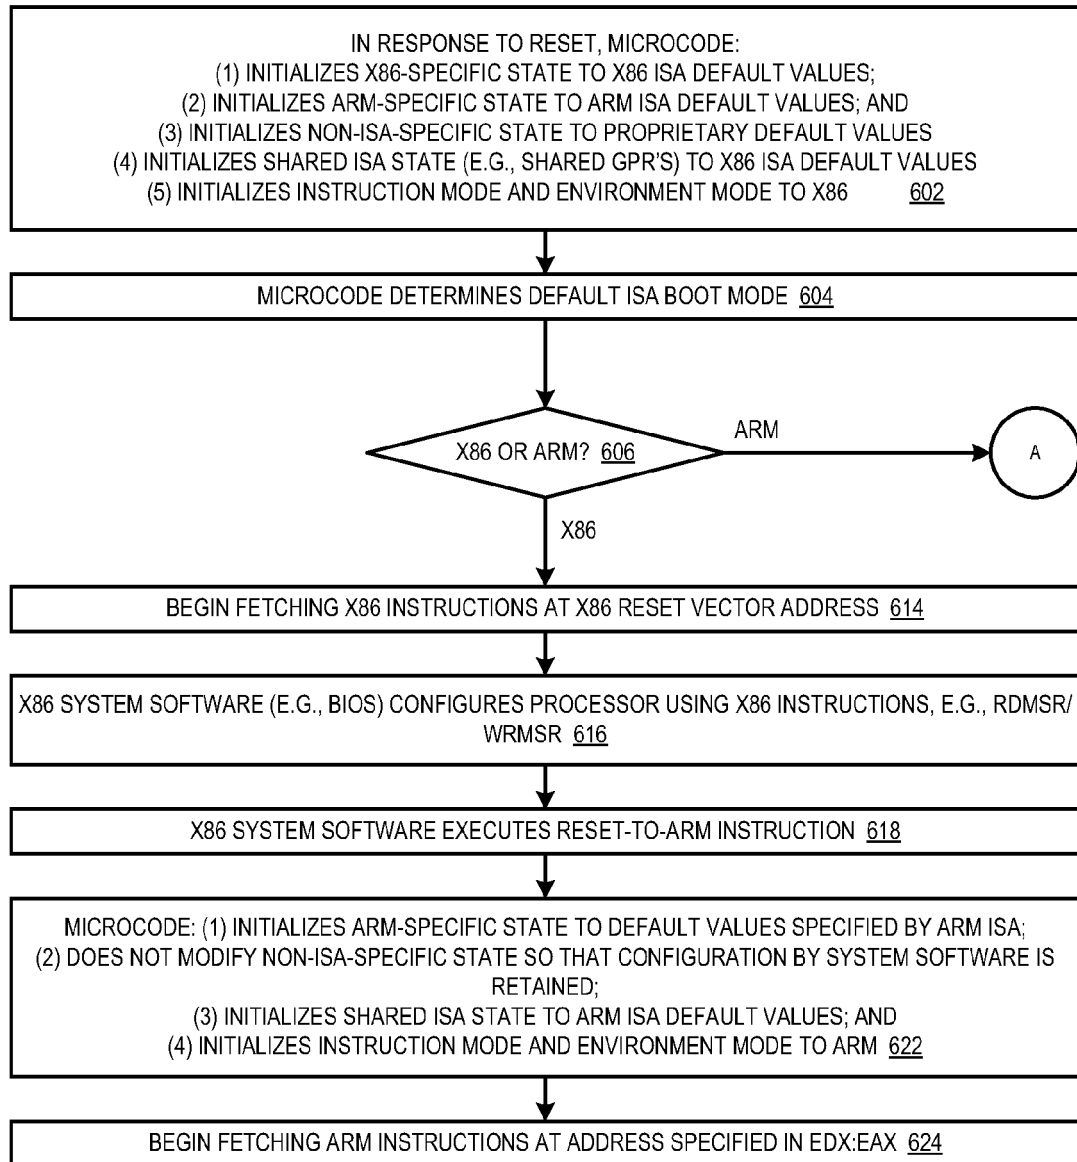 IN RESPONSE TO RESET, MICROCODE:
(1) INITIALIZES X86-SPECIFIC STATE TO X86 ISA DEFAULT VALUES;
(2) INITIALIZES ARM-SPECIFIC STATE TO ARM ISA DEFAULT VALUES; AND
(3) INITIALIZES NON-ISA-SPECIFIC STATE TO PROPRIETARY DEFAULT VALUES
(4) INITIALIZES SHARED ISA STATE (E.G., SHARED GPR'S) TO X86 ISA DEFAULT VALUES
(5) INITIALIZES INSTRUCTION MODE AND ENVIRONMENT MODE TO X86 602
MICROCODE DETERMINES DEFAULT ISA BOOT MODE 604
X86 OR ARM? 606
ARM
A
X86
BEGIN FETCHING X86 INSTRUCTIONS AT X86 RESET VECTOR ADDRESS 614
X86 SYSTEM SOFTWARE (E.G., BIOS) CONFIGURES PROCESSOR USING X86 INSTRUCTIONS, E.G., RDMSR/
WRMSR 616
X86 SYSTEM SOFTWARE EXECUTES RESET-TO-ARM INSTRUCTION 618
MICROCODE: (1) INITIALIZES ARM-SPECIFIC STATE TO DEFAULT VALUES SPECIFIED BY ARM ISA;
(2) DOES NOT MODIFY NON-ISA-SPECIFIC STATE SO THAT CONFIGURATION BY SYSTEM SOFTWARE IS
RETAINED;
(3) INITIALIZES SHARED ISA STATE TO ARM ISA DEFAULT VALUES; AND
(4) INITIALIZES INSTRUCTION MODE AND ENVIRONMENT MODE TO ARM 622
BEGIN FETCHING ARM INSTRUCTIONS AT ADDRESS SPECIFIED IN EDX:EAX 624